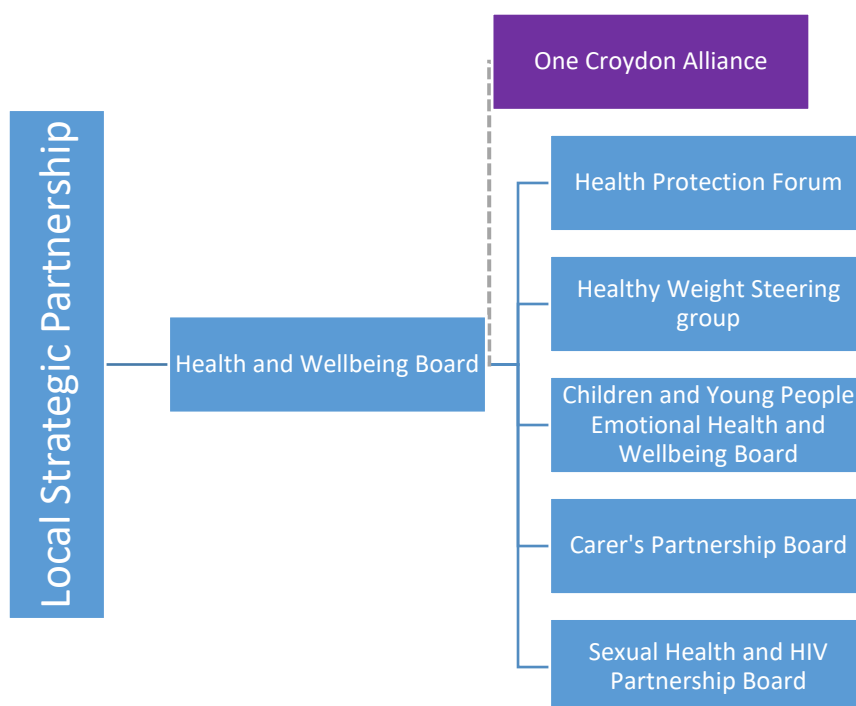 One Croydon Alliance
Local Strategic Partnership
Health and Wellbeing Board
Health Protection Forum
Healthy Weight Steering
group
Children and Young People
Emotional Health and
Wellbeing Board
Carer's Partnership Board
Sexual Health and HIV
Partnership Board